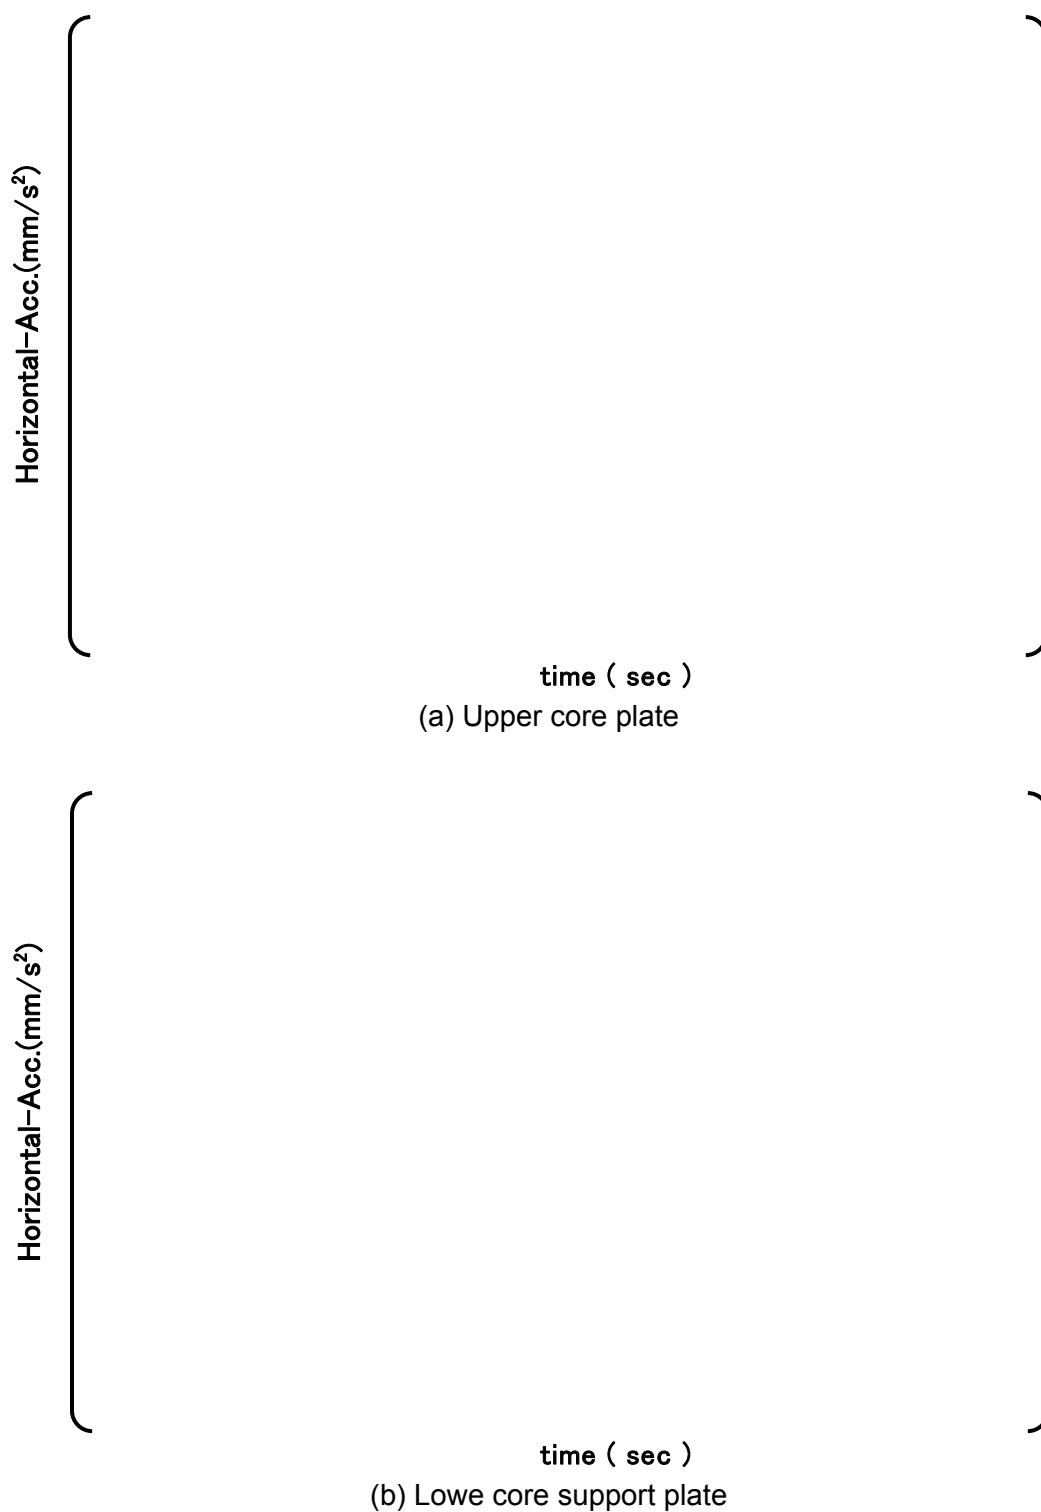 Horizontal-Acc.(mm/s²)
time ( sec )
(a) Upper core plate
Horizontal-Acc.(mm/s²)
time ( sec )
(b) Lowe core support plate